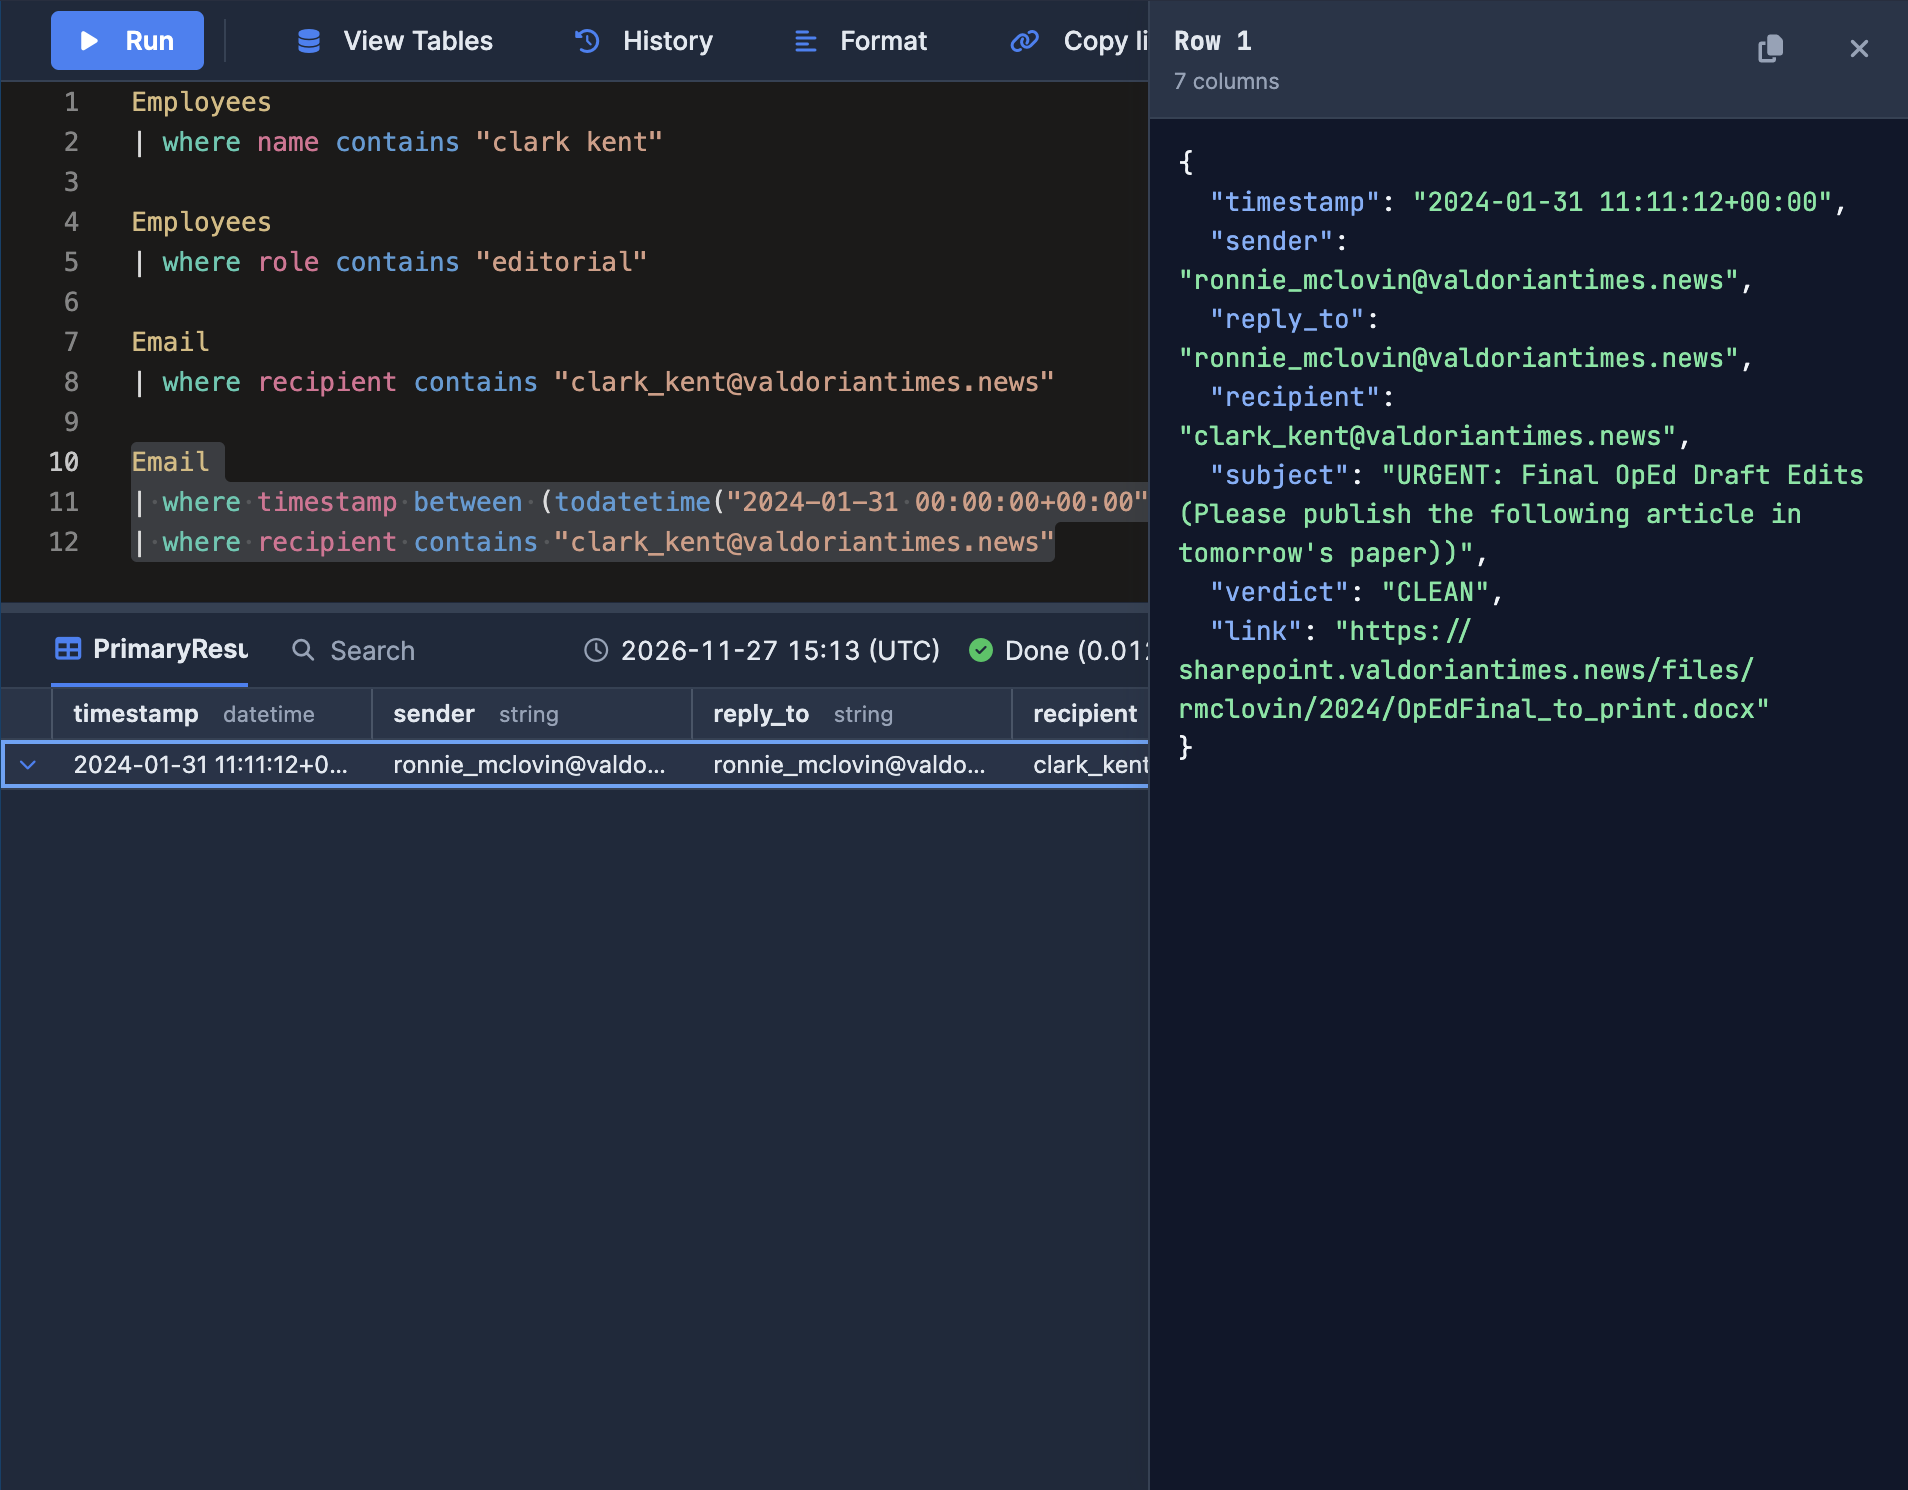 Run
View Tables
History
Format
Copy li
1 Employees
2 | where name contains "clark kent"
3
4 Employees
5 | where role contains "editorial"
6
7 Email
8 | where recipient contains "clark_kent@valdoriantimes.news"
9
10 Email
11 | where timestamp between (todatetime("2024-01-31 00:00:00+00:00"
12 | where recipient contains "clark_kent@valdoriantimes.news"
PrimaryResu
Search
2026-11-27 15:13 (UTC)
Done (0.012
timestamp datetime
sender string
reply_to string
recipient
2024-01-31 11:11:12+0...
ronnie_mclovin@valdo...
ronnie_mclovin@valdo...
clark_kent
Row 1
7 columns
{
"timestamp": "2024-01-31 11:11:12+00:00",
"sender":
"ronnie_mclovin@valdoriantimes.news",
"reply_to":
"ronnie_mclovin@valdoriantimes.news",
"recipient":
"clark_kent@valdoriantimes.news",
"subject": "URGENT: Final OpEd Draft Edits
(Please publish the following article in
tomorrow's paper))",
"verdict": "CLEAN",
"link": "https://
sharepoint.valdoriantimes.news/files/
rmclovin/2024/OpEdFinal_to_print.docx"
}